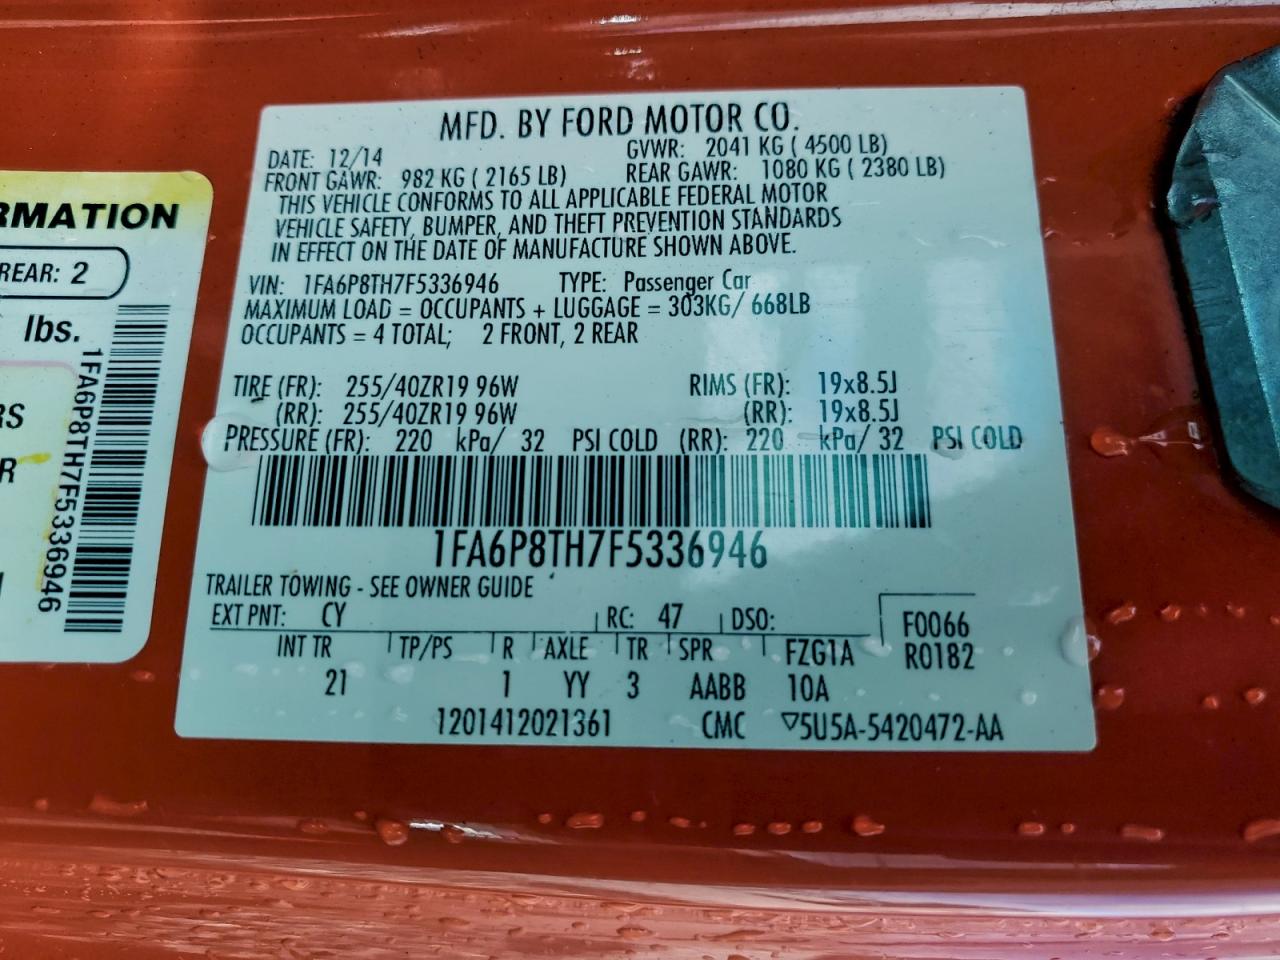 MFD. BY FORD MOTOR CO.
DATE: 12/14 GVWR: 2041 KG ( 4500 LB)
FRONT GAWR: 982 KG ( 2165 LB) REAR GAWR: 1080 KG ( 2380 LB)
THIS VEHICLE CONFORMS TO ALL APPLICABLE FEDERAL MOTOR
VEHICLE SAFETY, BUMPER, AND THEFT PREVENTION STANDARDS
IN EFFECT ON THE DATE OF MANUFACTURE SHOWN ABOVE.
VIN: 1FA6P8TH7F5336946 TYPE: Passenger Car
MAXIMUM LOAD = OCCUPANTS + LUGGAGE = 303KG/ 668LB
OCCUPANTS = 4 TOTAL; 2 FRONT, 2 REAR
TIRE (FR): 255/40ZR19 96W RIMS (FR): 19x8.5J
(RR): 255/40ZR19 96W (RR): 19x8.5J
PRESSURE (FR): 220 kPa/ 32 PSI COLD (RR): 220 kPa/ 32 PSI COLD
1FA6P8TH7F5336946
TRAILER TOWING - SEE OWNER GUIDE
EXT PNT: CY RC: 47 DSO: F0066
INT TR TP/PS R AXLE TR SPR FZG1A R0182
21 1 YY 3 AABB 10A
1201412021361 CMC ▽5U5A-5420472-AA
RMATION
REAR: 2
lbs.
RS
R
1FA6P8TH7F5336946